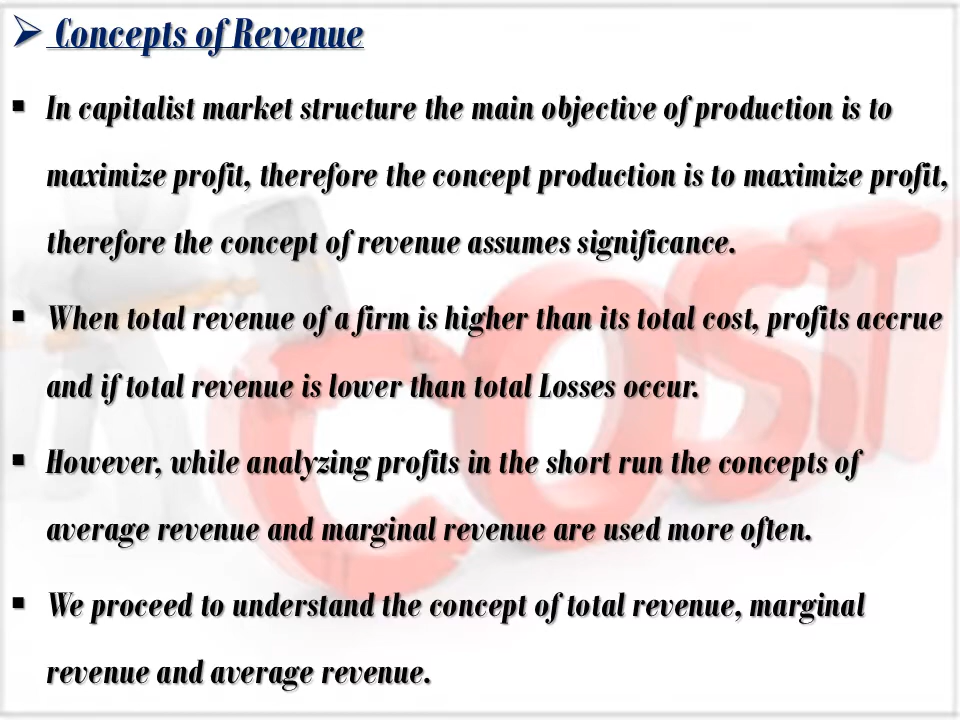 ➢ Concepts of Revenue
▪ In capitalist market structure the main objective of production is to
maximize profit, therefore the concept production is to maximize profit,
therefore the concept of revenue assumes significance.
▪ When total revenue of a firm is higher than its total cost, profits accrue
and if total revenue is lower than total Losses occur.
▪ However, while analyzing profits in the short run the concepts of
average revenue and marginal revenue are used more often.
▪ We proceed to understand the concept of total revenue, marginal
revenue and average revenue.
COST